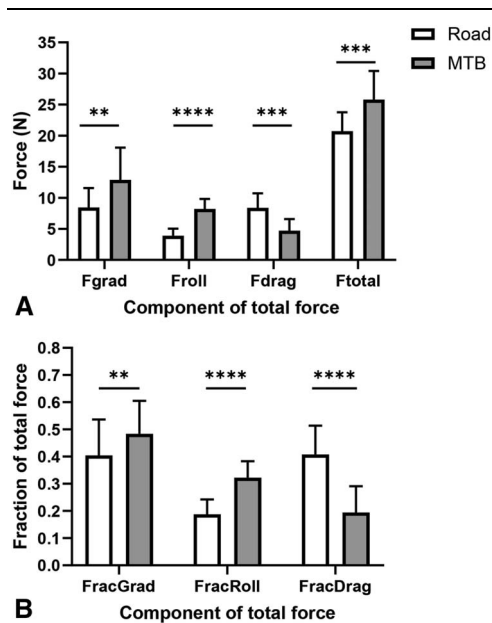 Road
MTB
35
30
25
20
15
10
5
0
Force (N)
** **** *** ***
Fgrad Froll Fdrag Ftotal
Component of total force
A
0.8
0.7
0.6
0.5
0.4
0.3
0.2
0.1
0.0
Fraction of total force
** **** ****
FracGrad FracRoll FracDrag
Component of total force
B